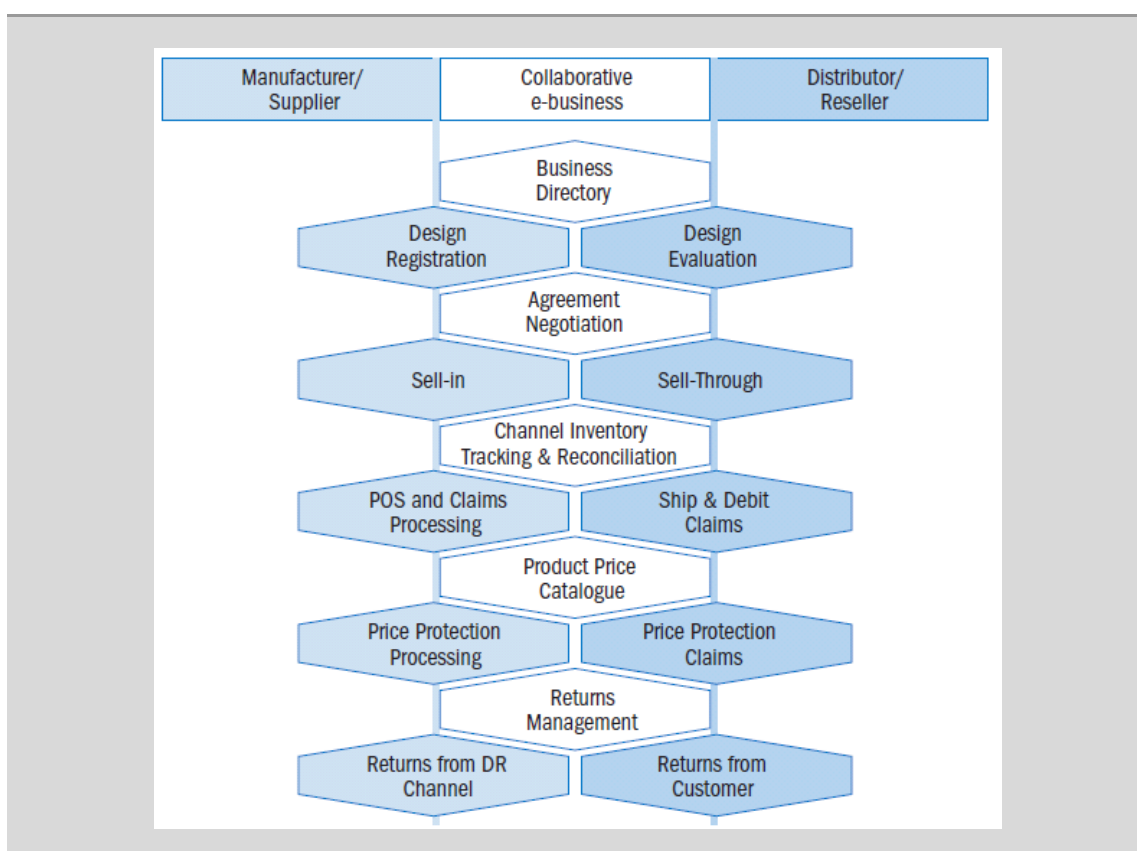 Manufacturer/
Supplier
Collaborative
e-business
Distributor/
Reseller
Business
Directory
Design
Registration
Design
Evaluation
Agreement
Negotiation
Sell-in
Sell-Through
Channel Inventory
Tracking & Reconciliation
POS and Claims
Processing
Ship & Debit
Claims
Product Price
Catalogue
Price Protection
Processing
Price Protection
Claims
Returns
Management
Returns from DR
Channel
Returns from
Customer